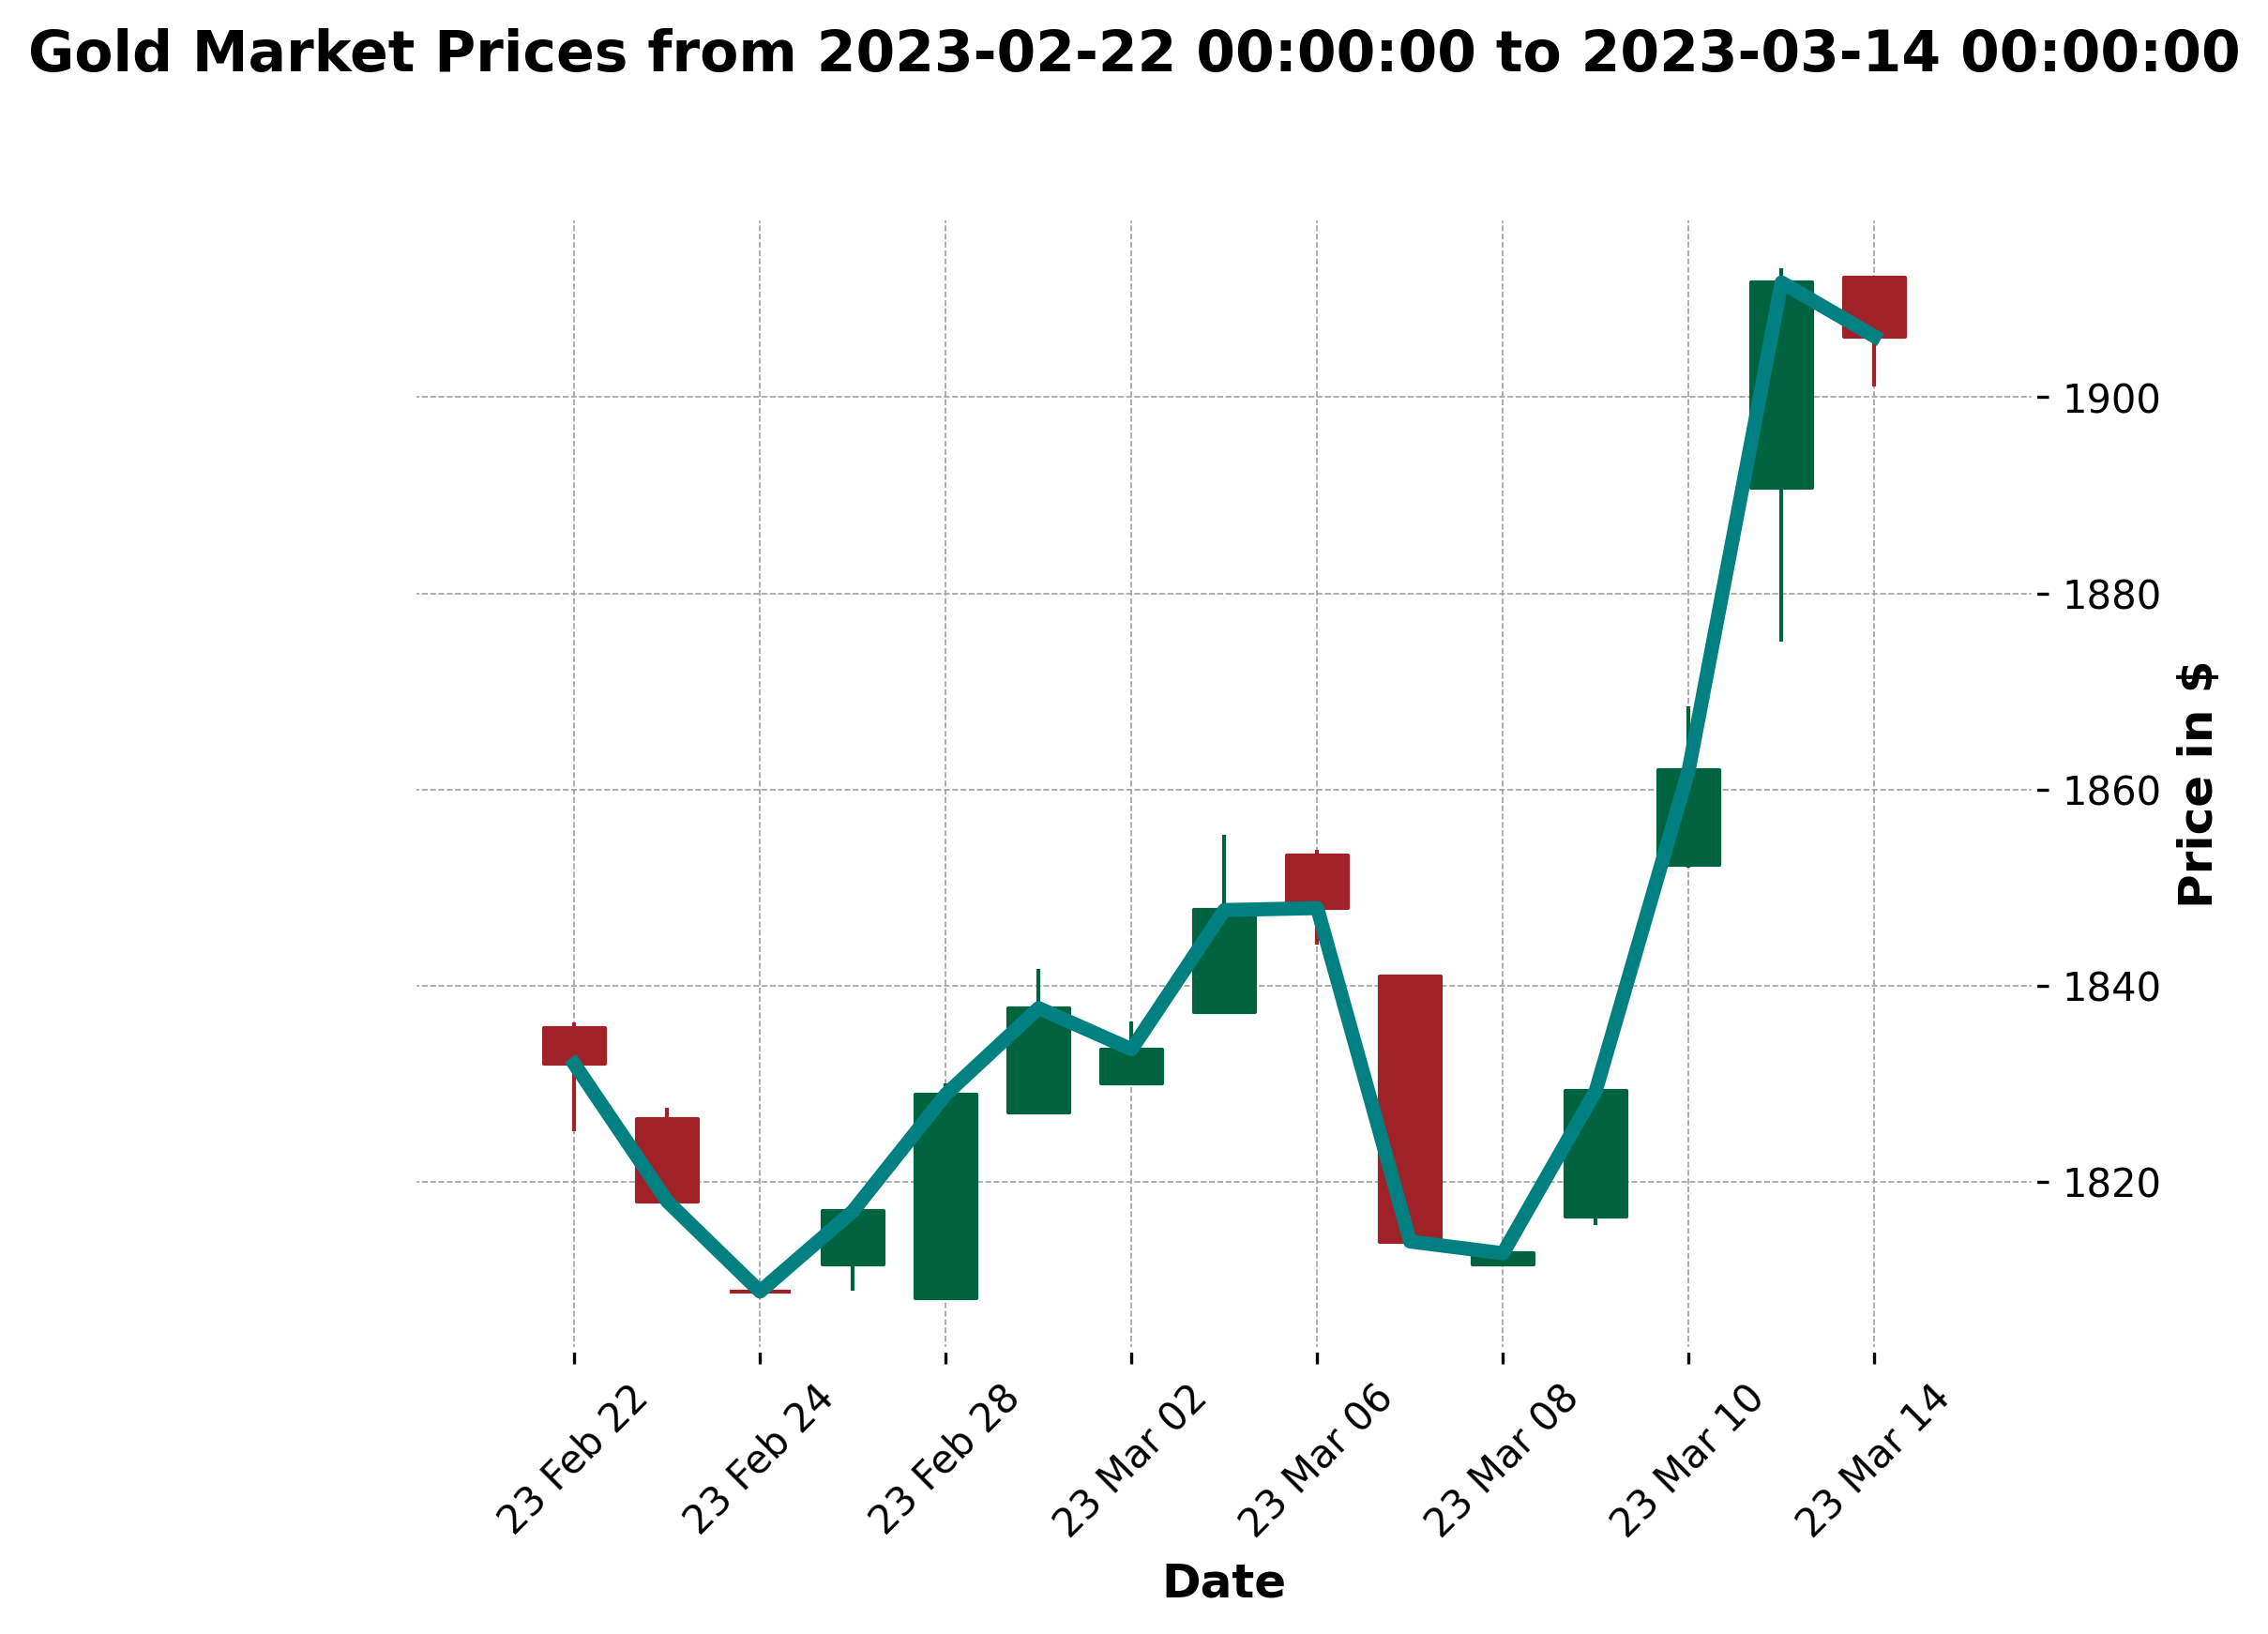 Gold Market Prices from 2023-02-22 00:00:00 to 2023-03-14 00:00:00
1900
1880
1860
1840
1820
Price in $
23 Feb 22
23 Feb 24
23 Feb 28
23 Mar 02
23 Mar 06
23 Mar 08
23 Mar 10
23 Mar 14
Date